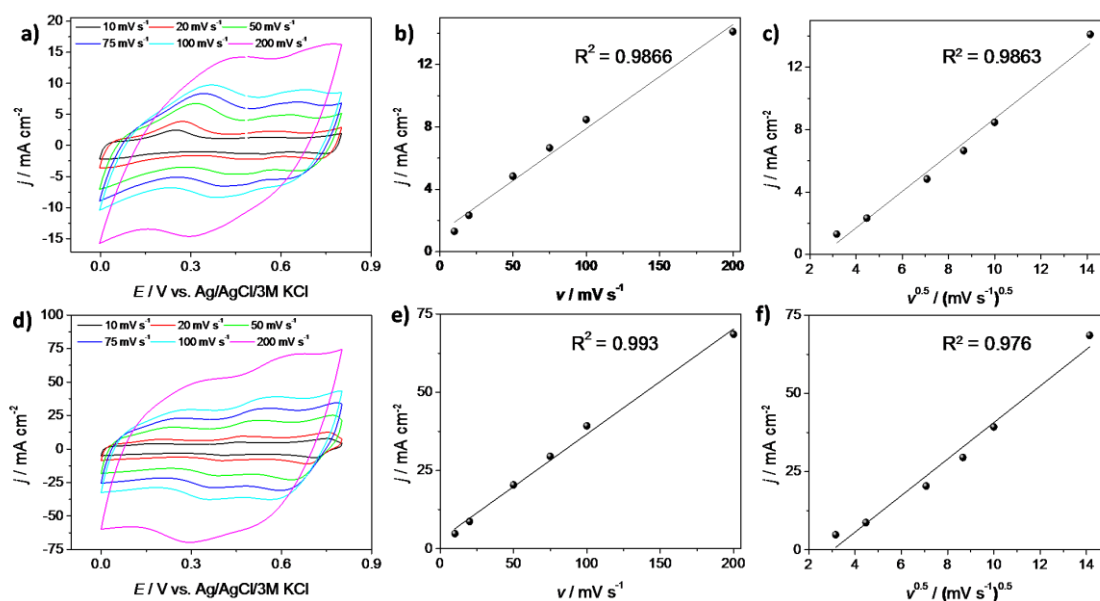 a)
10 mV s⁻¹ 20 mV s⁻¹ 50 mV s⁻¹
75 mV s⁻¹ 100 mV s⁻¹ 200 mV s⁻¹
20
15
10
5
0
-5
-10
-15
j / mA cm⁻²
0.0 0.3 0.6 0.9
E / V vs. Ag/AgCl/3M KCl
b)
R² = 0.9866
12
8
4
0
j / mA cm⁻²
0 50 100 150 200
v / mV s⁻¹
c)
R² = 0.9863
12
8
4
0
j / mA cm⁻²
2 4 6 8 10 12 14
v⁰·⁵ / (mV s⁻¹)⁰·⁵
d)
10 mV s⁻¹ 20 mV s⁻¹ 50 mV s⁻¹
75 mV s⁻¹ 100 mV s⁻¹ 200 mV s⁻¹
100
75
50
25
0
-25
-50
-75
j / mA cm⁻²
0.0 0.3 0.6 0.9
E / V vs. Ag/AgCl/3M KCl
e)
R² = 0.993
75
50
25
0
j / mA cm⁻²
0 50 100 150 200
v / mV s⁻¹
f)
R² = 0.976
75
50
25
0
j / mA cm⁻²
2 4 6 8 10 12 14
v⁰·⁵ / (mV s⁻¹)⁰·⁵